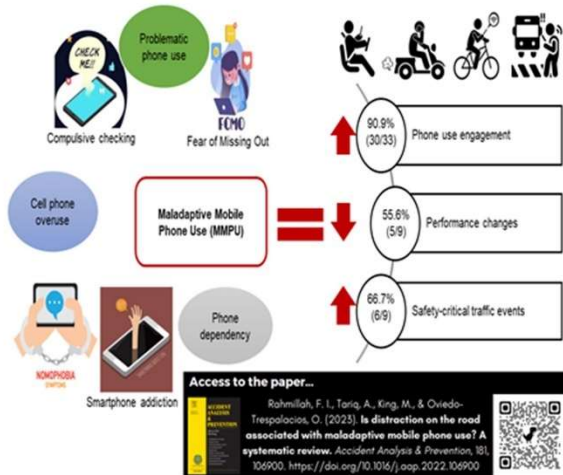 Problematic
phone use
CHECK
ME!!
Compulsive checking
FOMO
Fear of Missing Out
Cell phone
overuse
Maladaptive Mobile
Phone Use (MMPU)
NOMOPHOBIA
Smartphone addiction
Phone
dependency
90.9%
(30/33)
Phone use engagement
55.6%
(5/9)
Performance changes
66.7%
(6/9)
Safety-critical traffic events
Access to the paper...
ACCIDENT
ANALYSIS
&
PREVENTION
Rahmillah, F. I., Tariq, A., King, M., & Oviedo-
Trespalacios, O. (2023). Is distraction on the road
associated with maladaptive mobile phone use? A
systematic review. Accident Analysis & Prevention, 181,
106900. https://doi.org/10.1016/j.aap.2022.106900